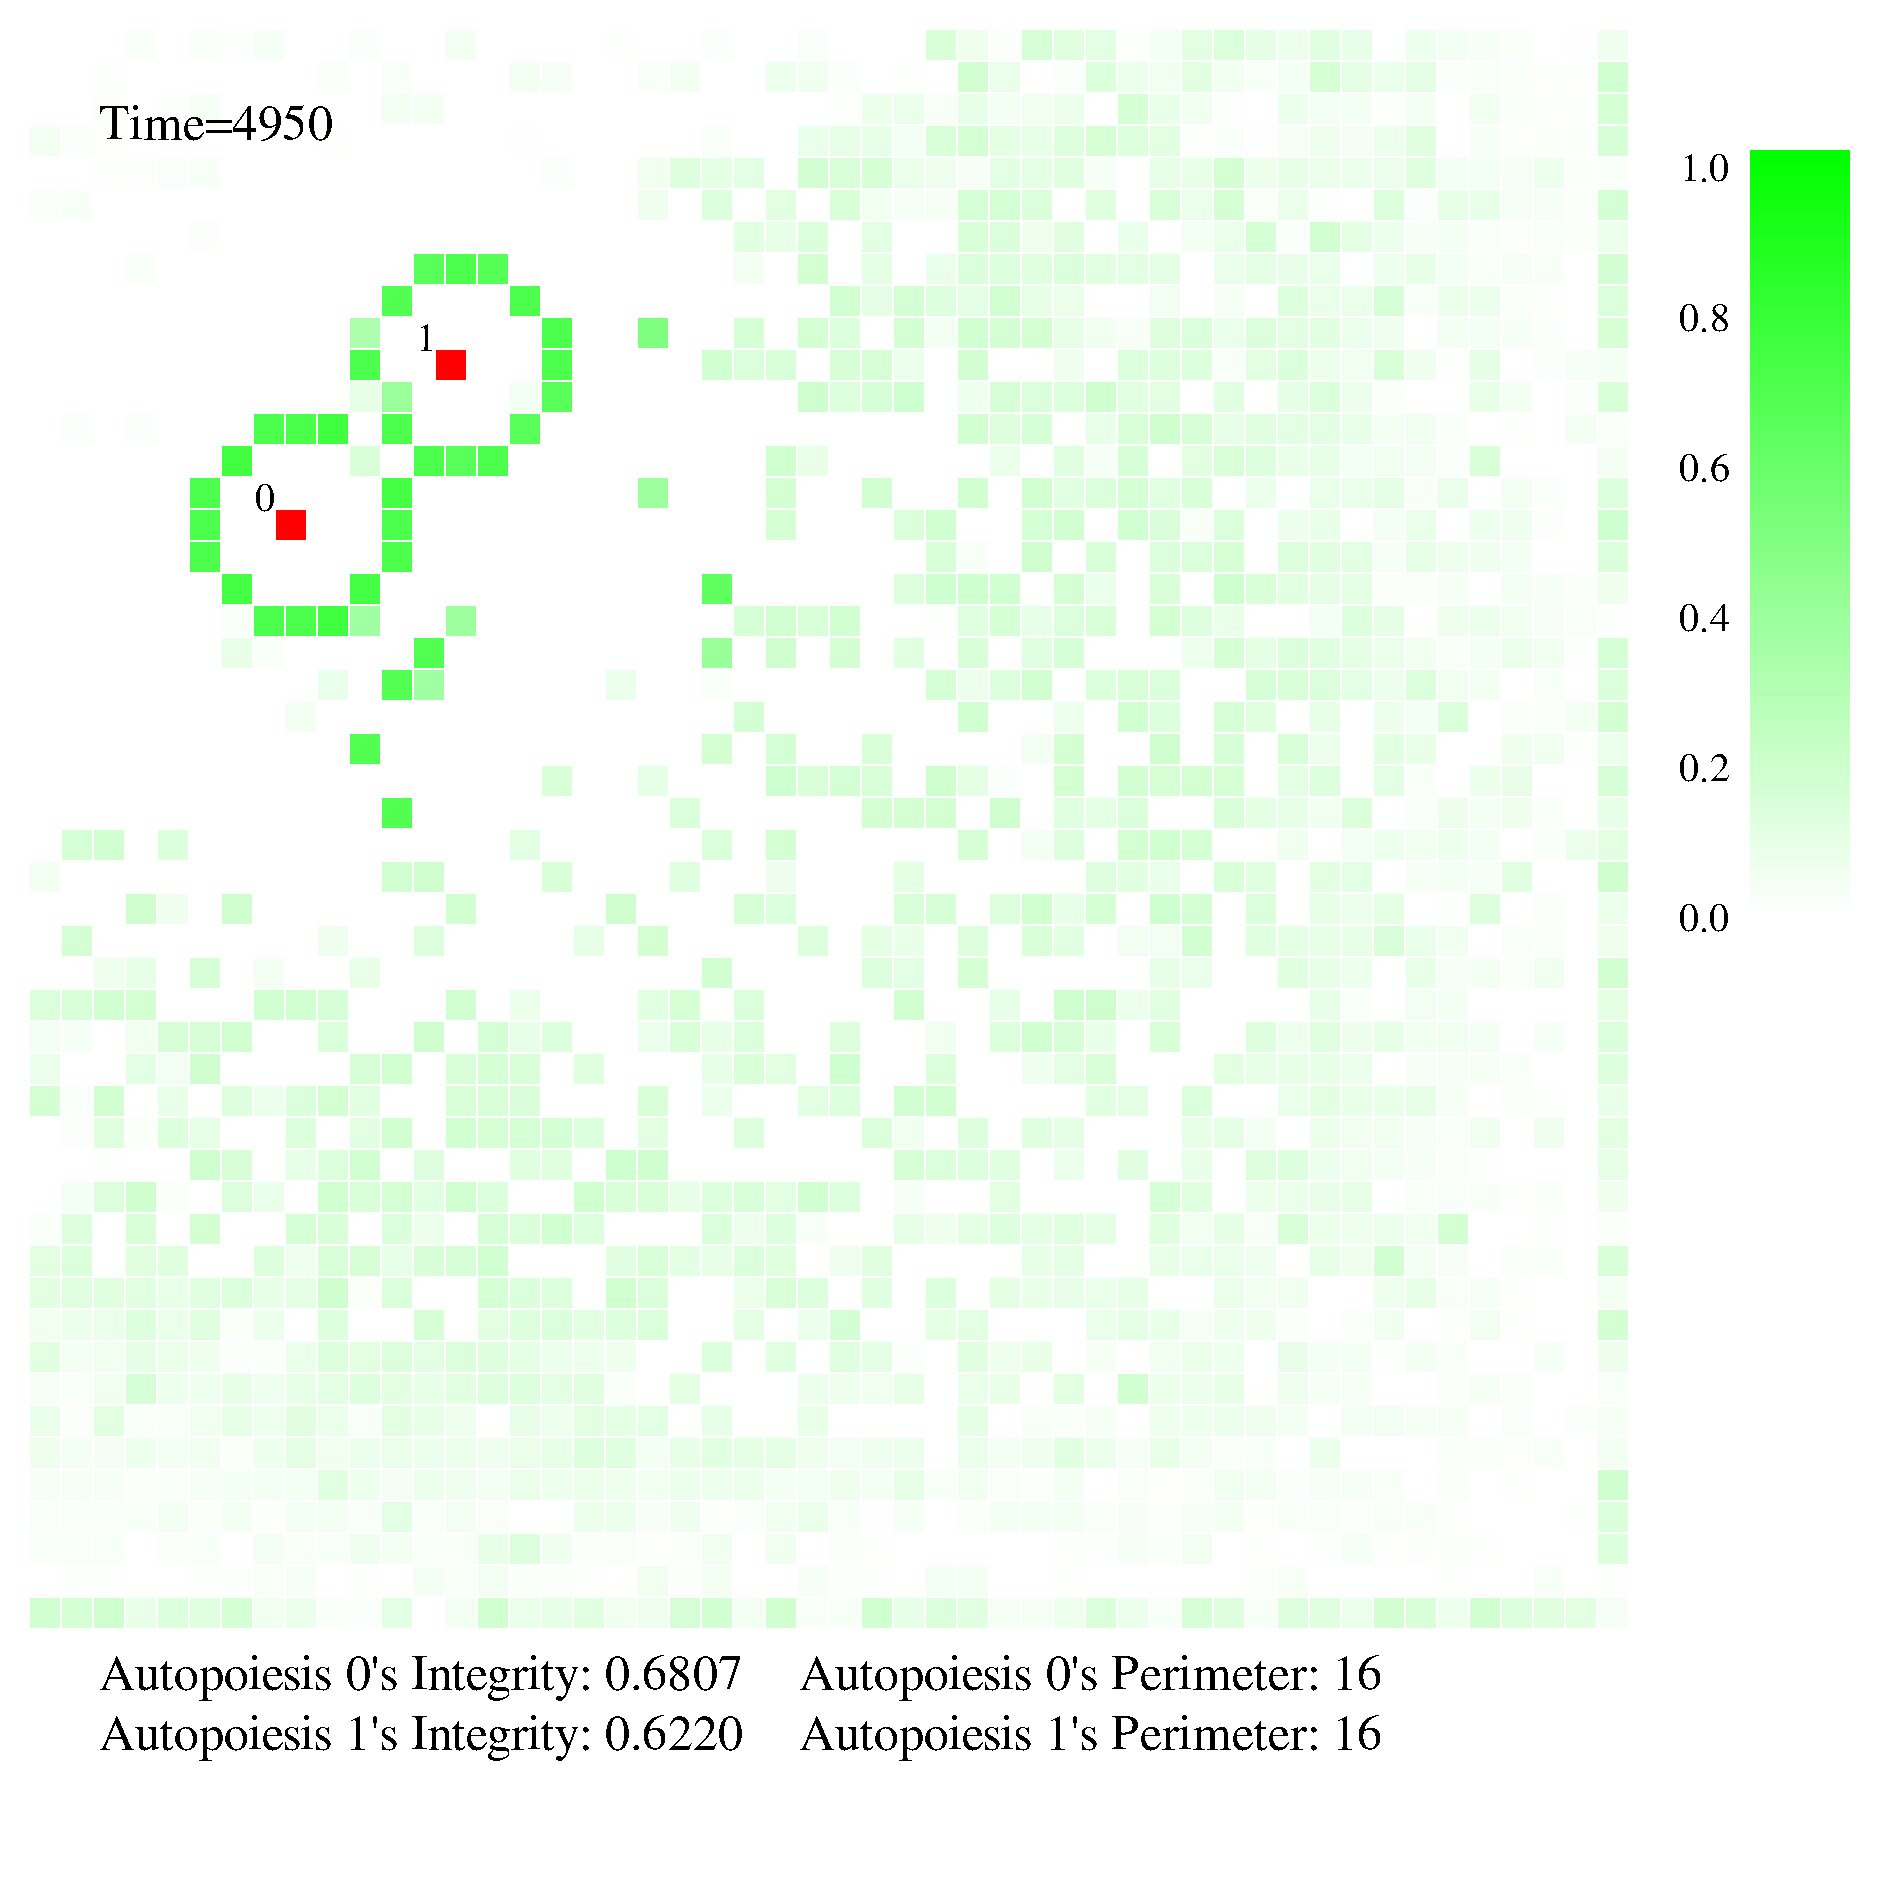 Time=4950
1.0
0.8
1
0.6
0
0.4
0.2
0.0
Autopoiesis 0's Integrity: 0.6807 Autopoiesis 0's Perimeter: 16
Autopoiesis 1's Integrity: 0.6220 Autopoiesis 1's Perimeter: 16